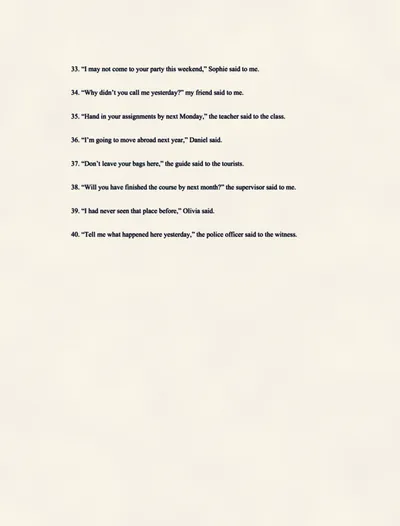 33. “I may not come to your party this weekend,” Sophie said to me.
34. “Why didn’t you call me yesterday?” my friend said to me.
35. “Hand in your assignments by next Monday,” the teacher said to the class.
36. “I’m going to move abroad next year,” Daniel said.
37. “Don’t leave your bags here,” the guide said to the tourists.
38. “Will you have finished the course by next month?” the supervisor said to me.
39. “I had never seen that place before,” Olivia said.
40. “Tell me what happened here yesterday,” the police officer said to the witness.